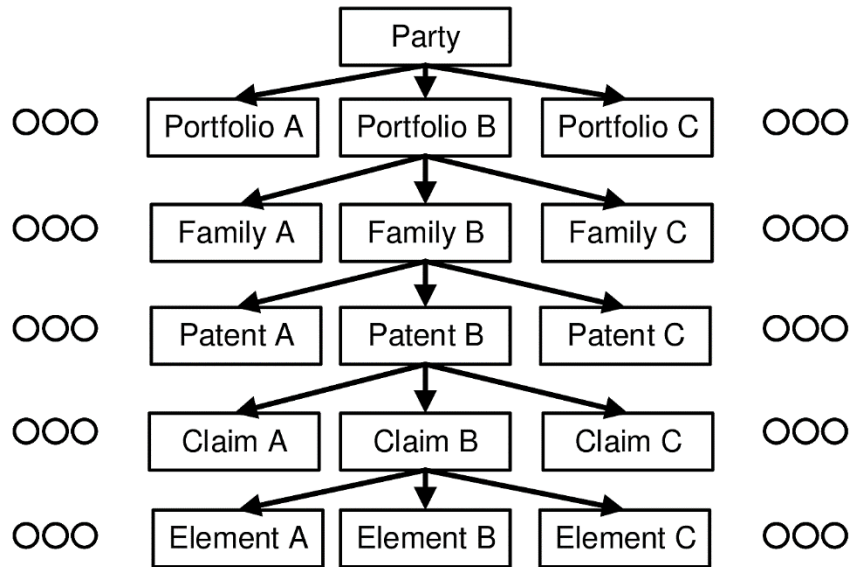 Party
Portfolio A Portfolio B Portfolio C
Family A Family B Family C
Patent A Patent B Patent C
Claim A Claim B Claim C
Element A Element B Element C